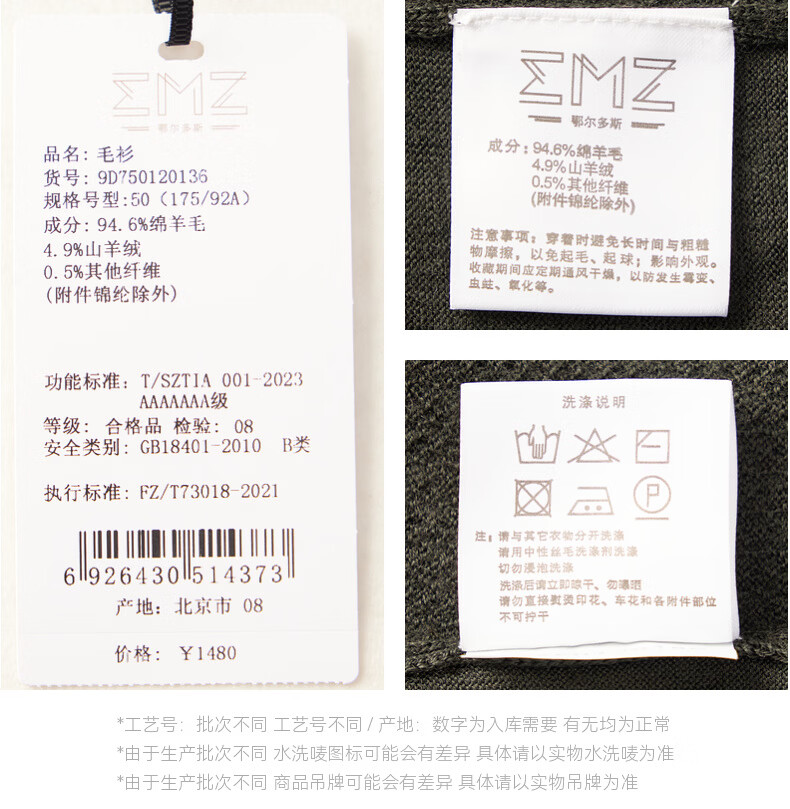 ΣMZ
鄂尔多斯
品名: 毛衫
货号: 9D750120136
规格号型:50（175/92A）
成分: 94.6%绵羊毛
4.9%山羊绒
0.5%其他纤维
(附件锦纶除外)
功能标准: T/SZTIA 001-2023
AAAAAAA级
等级: 合格品 检验: 08
安全类别: GB18401-2010 B类
执行标准: FZ/T73018-2021
6 926430 514373
产地: 北京市 08
价格: ￥1480
ΣMZ
鄂尔多斯
成分: 94.6%绵羊毛
4.9%山羊绒
0.5%其他纤维
(附件锦纶除外)
注意事项: 穿着时避免长时间与粗糙
物摩擦，以免起毛、起球；影响外观。
收藏期间应定期通风干燥，以防发生霉变、
虫蛀、氧化等。
洗涤说明
P
注: 请与其它衣物分开洗涤
请用中性丝毛洗涤剂洗涤
切勿浸泡洗涤
洗涤后请立即晾干、勿曝晒
请勿直接熨烫印花、车花和各附件部位
不可拧干
*工艺号：批次不同 工艺号不同 / 产地：数字为入库需要 有无均为正常
*由于生产批次不同 水洗唛图标可能会有差异 具体请以实物水洗唛为准
*由于生产批次不同 商品吊牌可能会有差异 具体请以实物吊牌为准